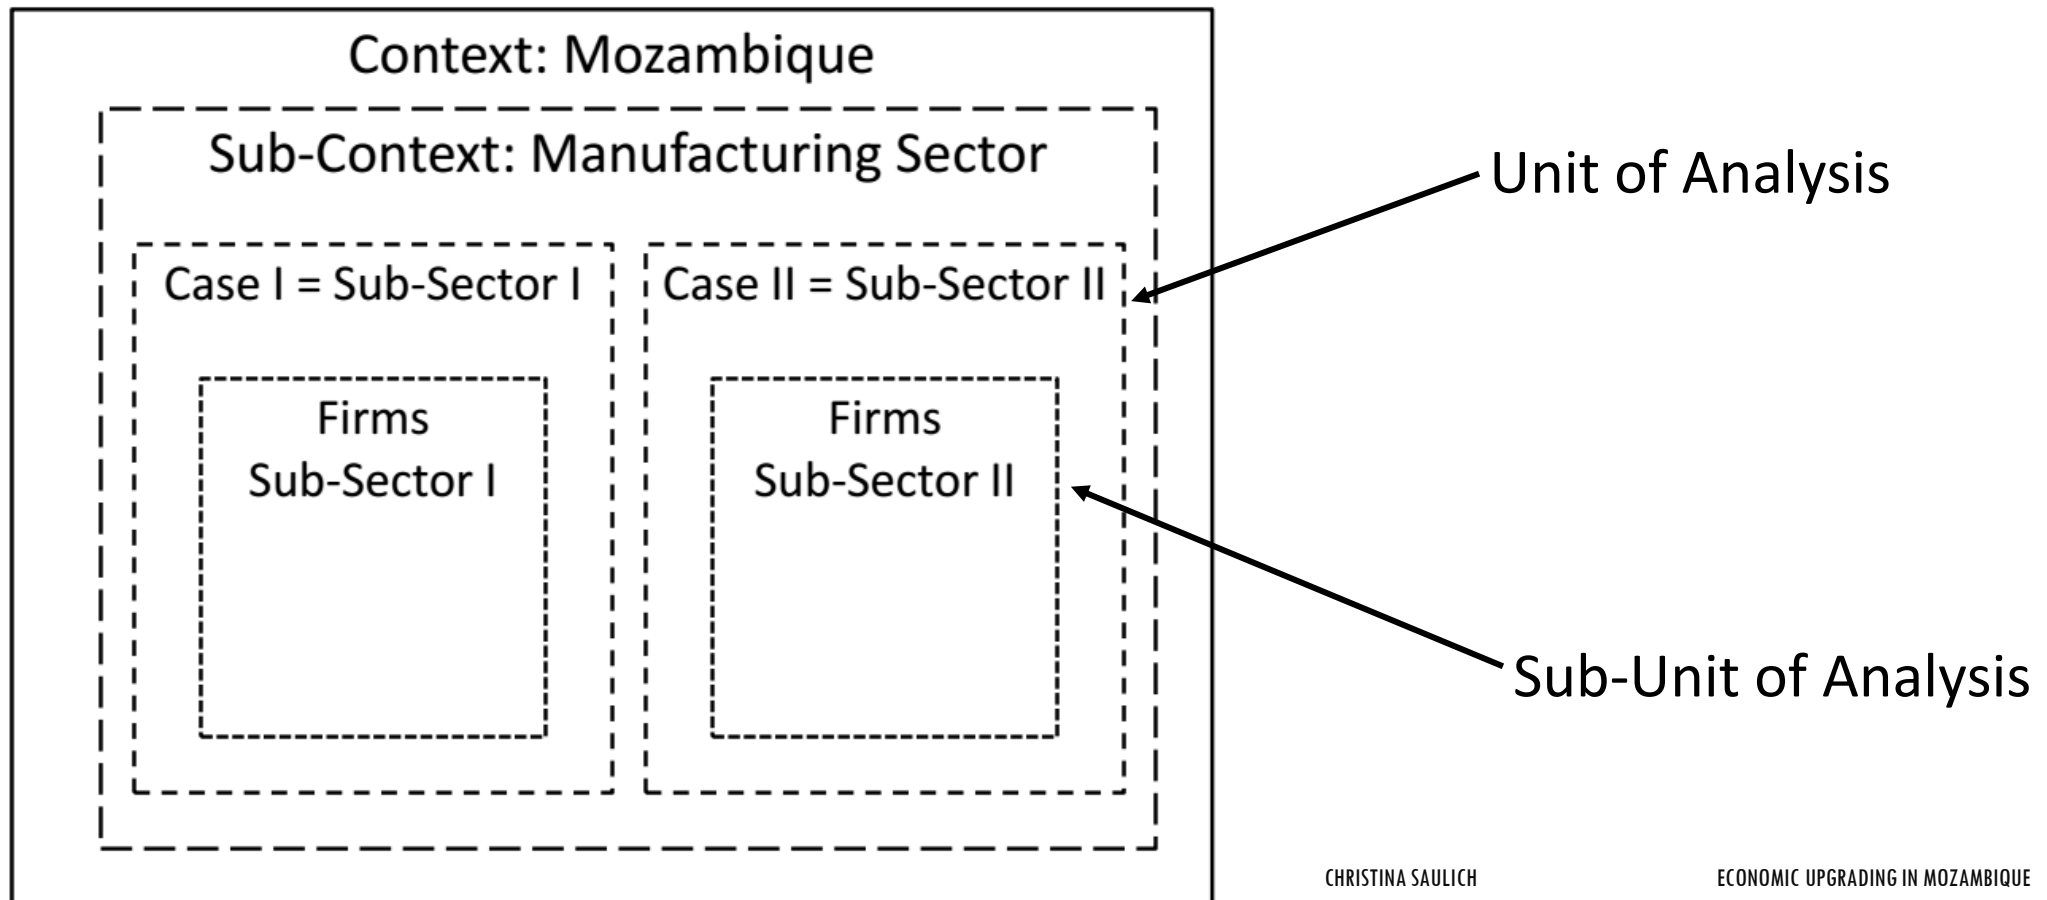 Context: Mozambique
Sub-Context: Manufacturing Sector
Unit of Analysis
Case I = Sub-Sector I
Case II = Sub-Sector II
Firms
Sub-Sector I
Firms
Sub-Sector II
Sub-Unit of Analysis
CHRISTINA SAULICH
ECONOMIC UPGRADING IN MOZAMBIQUE